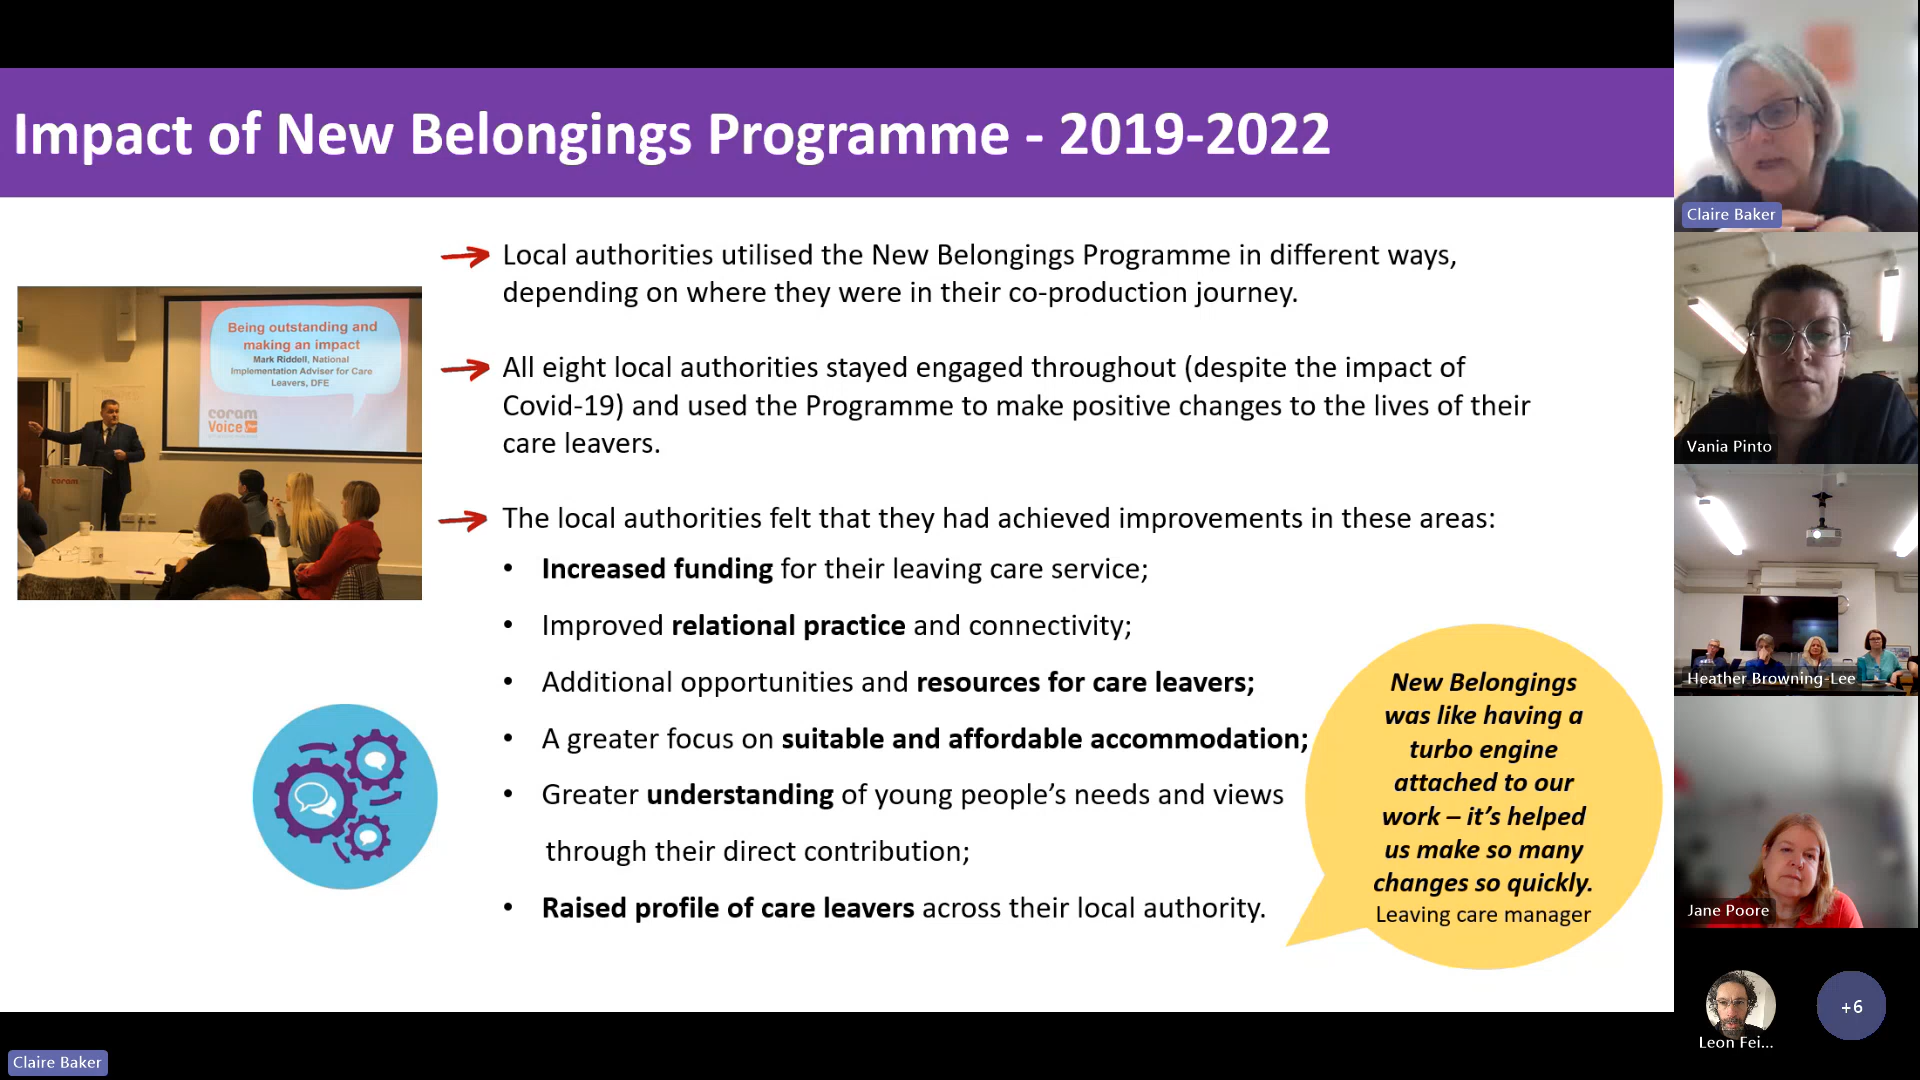 Impact of New Belongings Programme - 2019-2022
Local authorities utilised the New Belongings Programme in different ways,
depending on where they were in their co-production journey.
All eight local authorities stayed engaged throughout (despite the impact of
Covid-19) and used the Programme to make positive changes to the lives of their
care leavers.
The local authorities felt that they had achieved improvements in these areas:
• Increased funding for their leaving care service;
• Improved relational practice and connectivity;
• Additional opportunities and resources for care leavers;
• A greater focus on suitable and affordable accommodation;
• Greater understanding of young people’s needs and views
through their direct contribution;
• Raised profile of care leavers across their local authority.
Being outstanding and
making an impact
Mark Riddell, National
Implementation Adviser for Care
Leavers, DFE
coram
Voice
coram
New Belongings
was like having a
turbo engine
attached to our
work – it’s helped
us make so many
changes so quickly.
Leaving care manager
Claire Baker
Vania Pinto
Heather Browning-Lee
Jane Poore
Leon Fei...
+6
Claire Baker